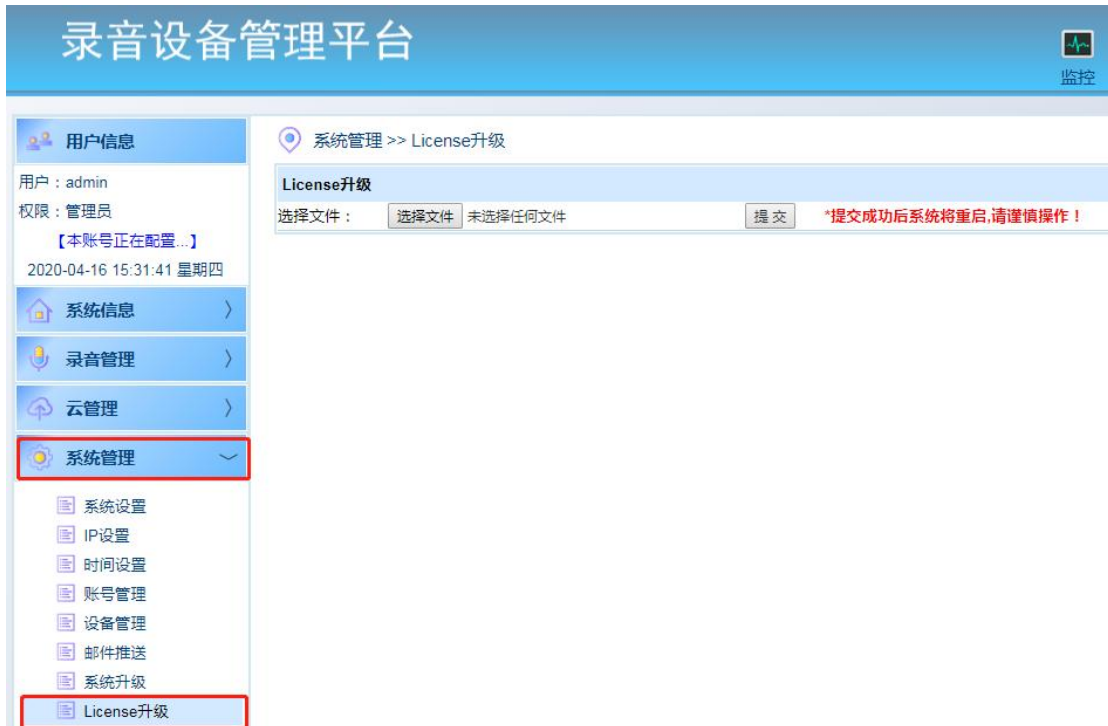 录音设备管理平台
监控
用户信息
用户：admin
权限：管理员
【本账号正在配置...】
2020-04-16 15:31:41 星期四
系统信息
录音管理
云管理
系统管理
系统设置
IP设置
时间设置
账号管理
设备管理
邮件推送
系统升级
License升级
系统管理 >> License升级
License升级
选择文件： 选择文件 未选择任何文件 提交 *提交成功后系统将重启,请谨慎操作！